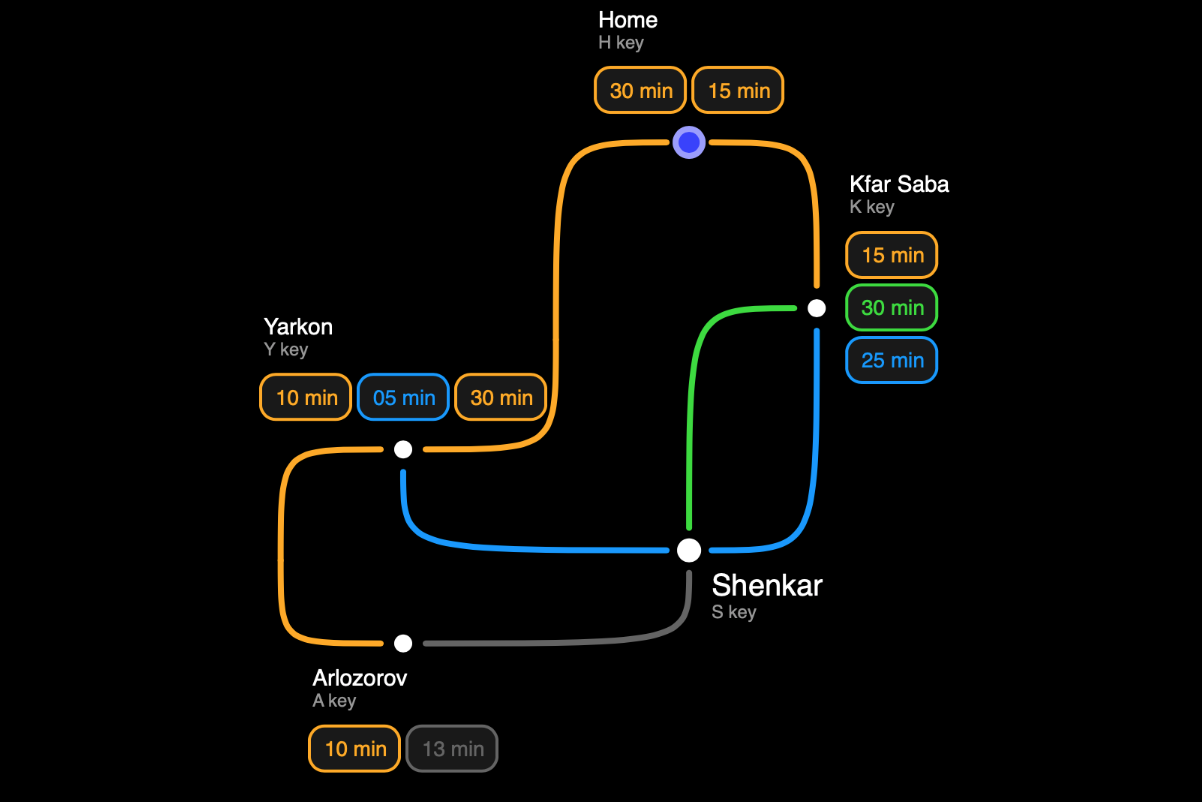 Home
H key
30 min
15 min
Kfar Saba
K key
15 min
30 min
25 min
Yarkon
Y key
10 min
05 min
30 min
Shenkar
S key
Arlozorov
A key
10 min
13 min